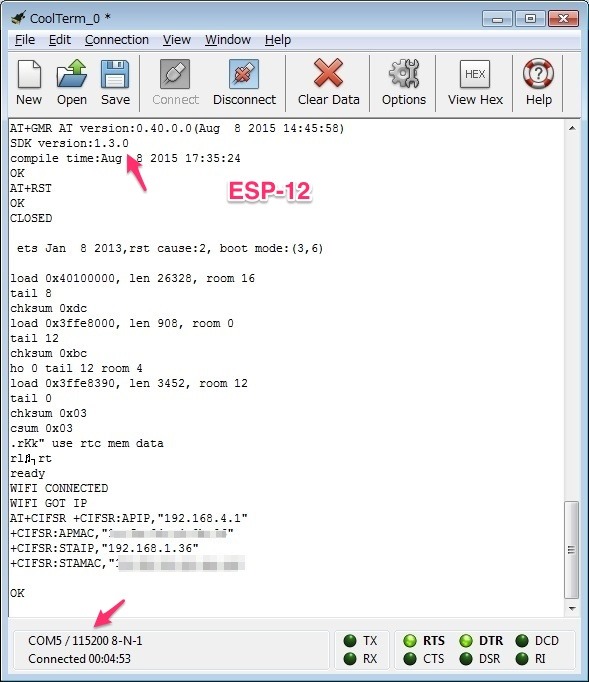 CoolTerm_0 *
File Edit Connection View Window Help
New Open Save Connect Disconnect Clear Data Options View Hex Help
HEX
AT+GMR AT version:0.40.0.0(Aug  8 2015 14:45:58)
SDK version:1.3.0
compile time:Aug  8 2015 17:35:24
OK
AT+RST
ESP-12
OK
CLOSED
ets Jan  8 2013,rst cause:2, boot mode:(3,6)
load 0x40100000, len 26328, room 16
tail 8
chksum 0xdc
load 0x3ffe8000, len 908, room 0
tail 12
chksum 0xbc
ho 0 tail 12 room 4
load 0x3ffe8390, len 3452, room 12
tail 0
chksum 0x03
csum 0x03
.rKk" use rtc mem data
ready
WIFI CONNECTED
WIFI GOT IP
AT+CIFSR +CIFSR:APIP,"192.168.4.1"
+CIFSR:APMAC,"
+CIFSR:STAIP,"192.168.1.36"
+CIFSR:STAMAC,"
OK
COM5 / 115200 8-N-1
Connected 00:04:53
TX RTS DTR DCD
RX CTS DSR RI